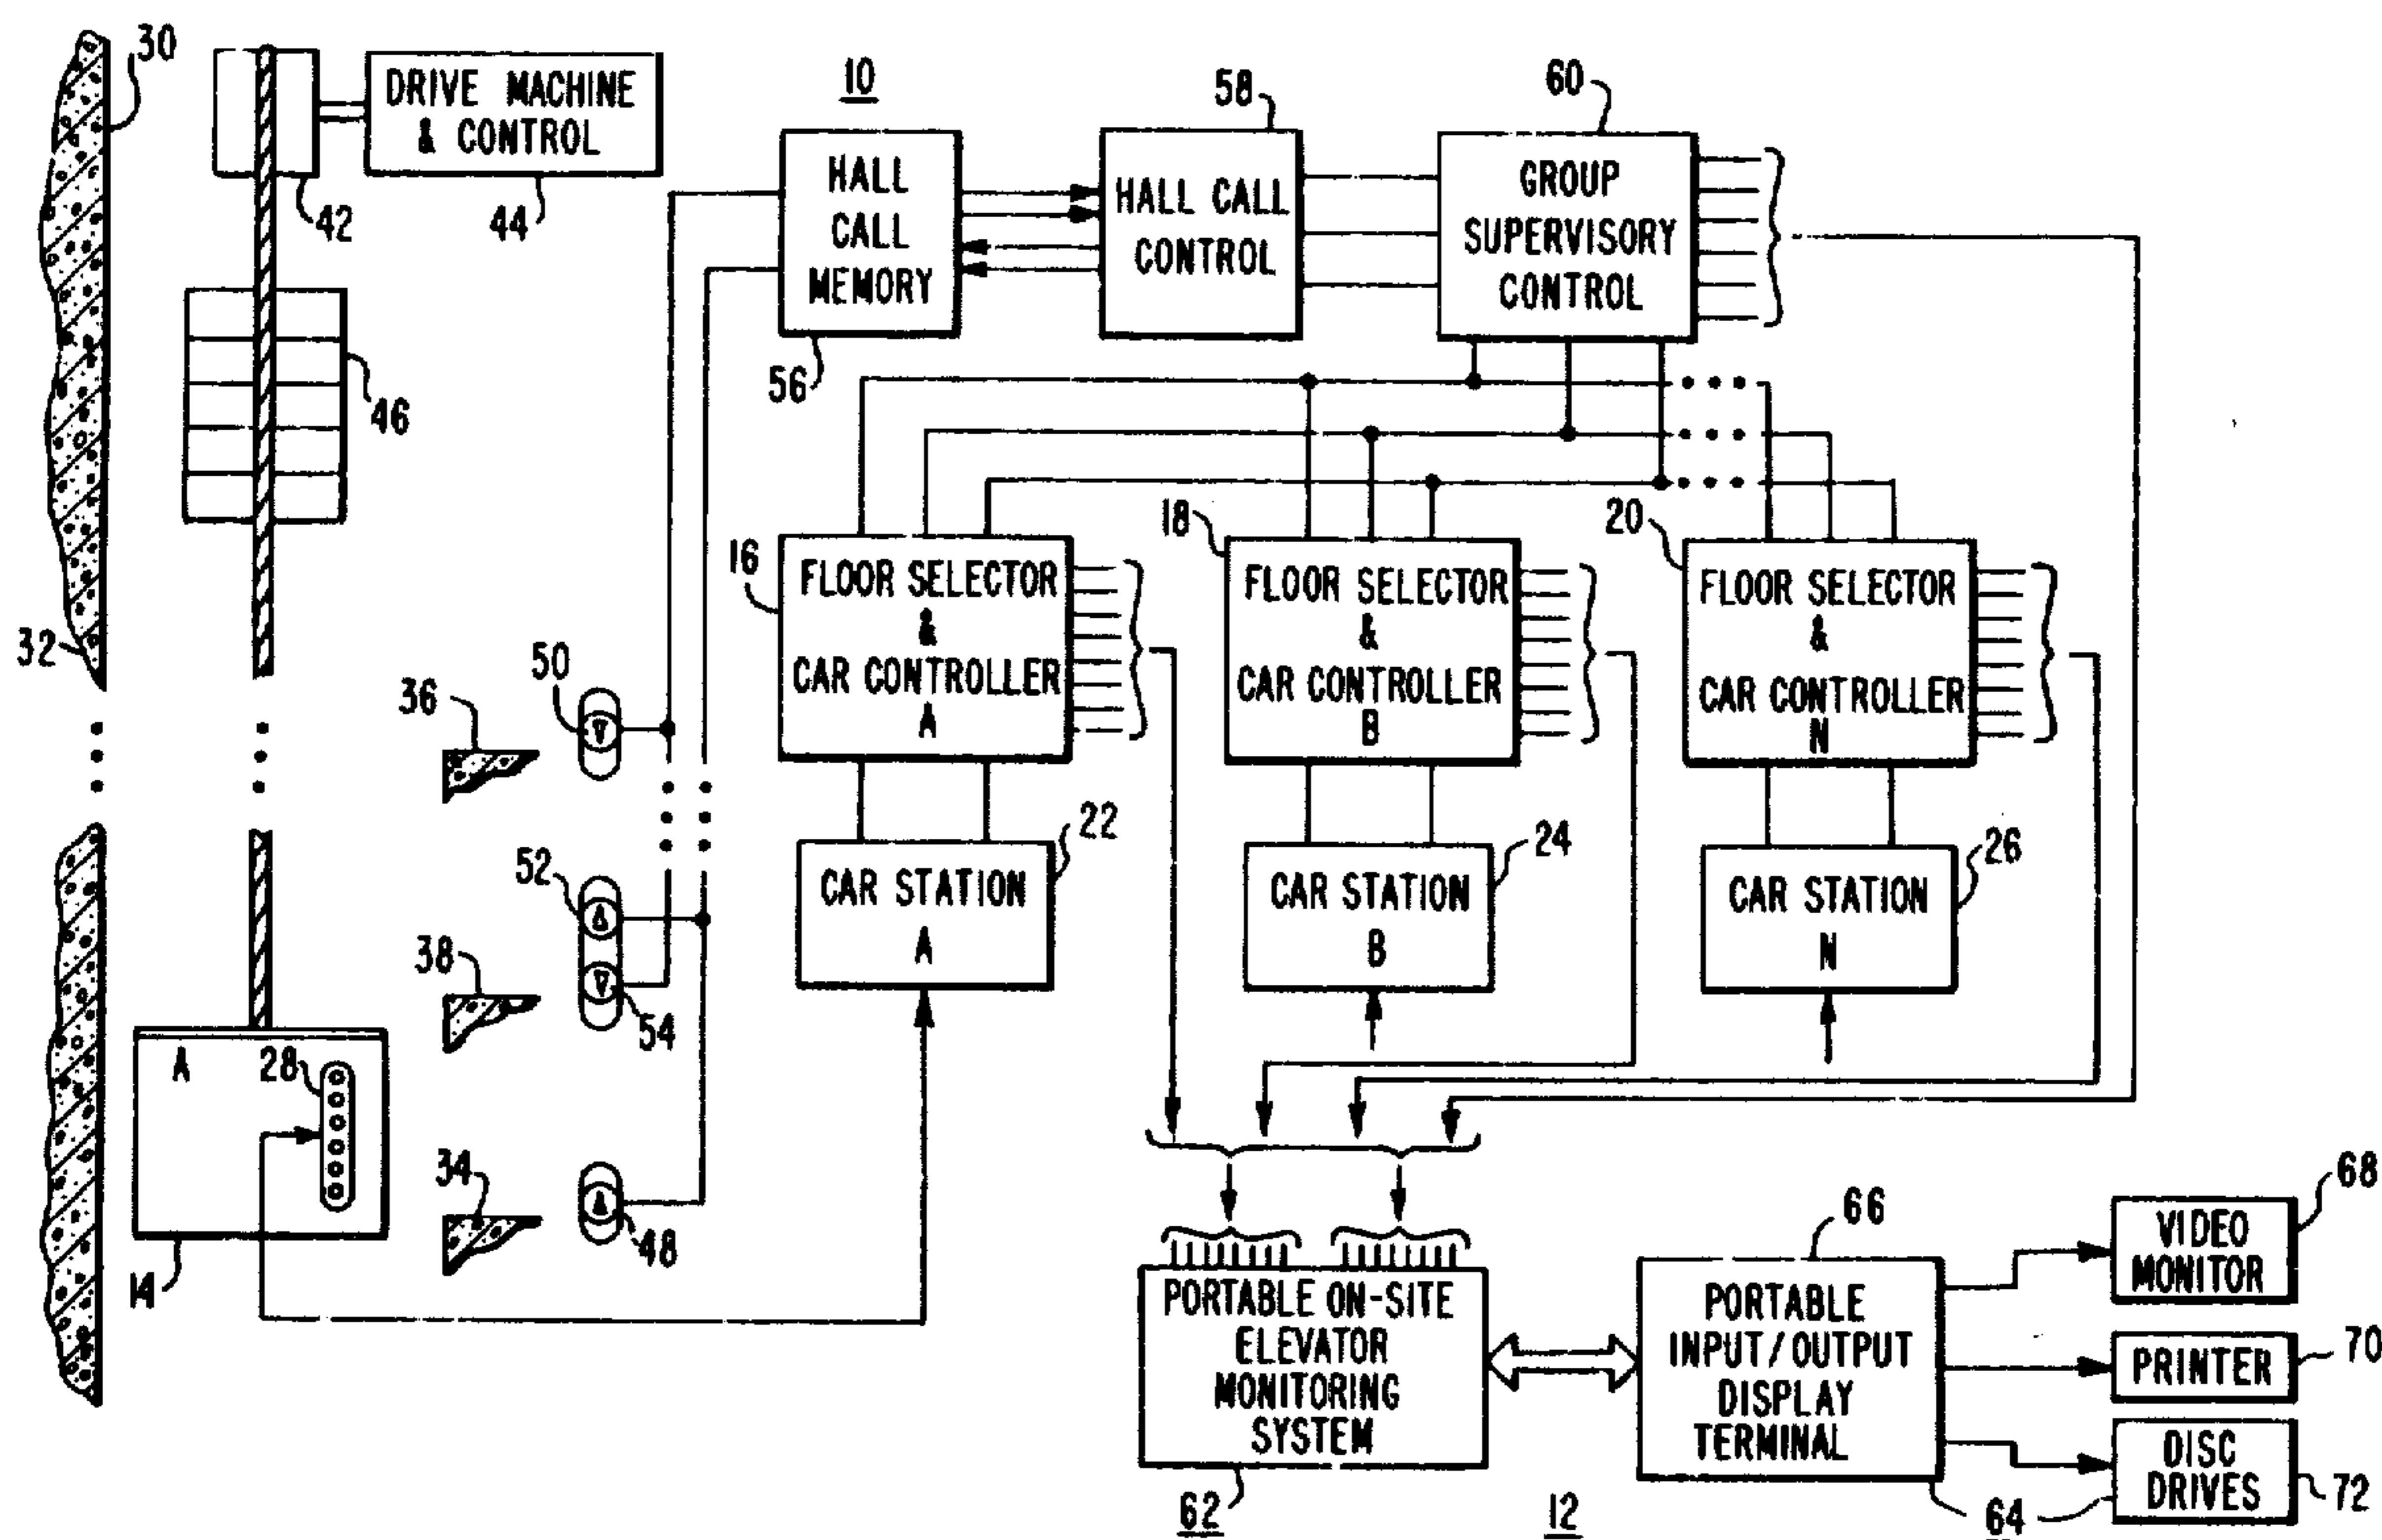 30
DRIVE MACHINE
& CONTROL
42
44
46
32
10
HALL
CALL
MEMORY
56
58
HALL CALL
CONTROL
60
GROUP
SUPERVISORY
CONTROL
16
FLOOR SELECTOR
&
CAR CONTROLLER
A
18
FLOOR SELECTOR
&
CAR CONTROLLER
B
20
FLOOR SELECTOR
&
CAR CONTROLLER
N
36
50
38
52
54
34
48
A
28
14
CAR STATION
A
22
CAR STATION
B
24
CAR STATION
N
26
PORTABLE ON-SITE
ELEVATOR
MONITORING
SYSTEM
62
66
PORTABLE
INPUT/OUTPUT
DISPLAY
TERMINAL
VIDEO
MONITOR
68
PRINTER
70
DISC
DRIVES
72
64
12